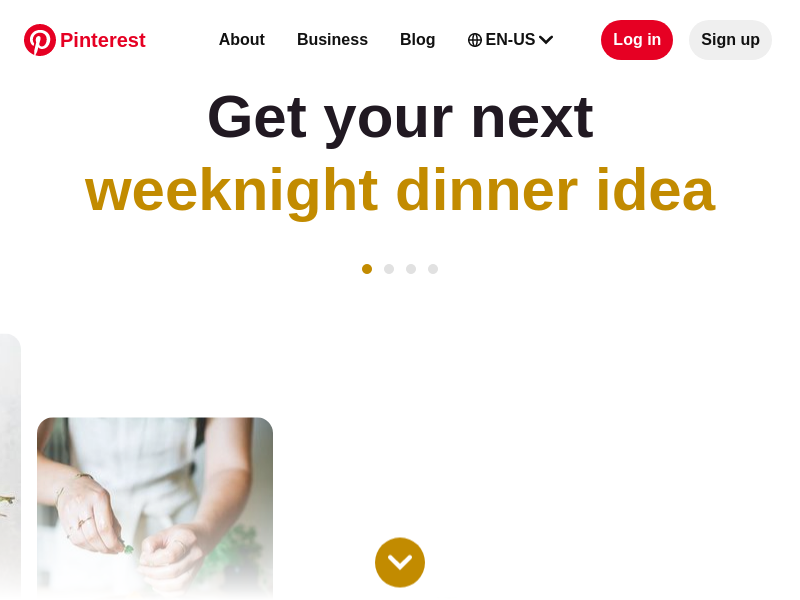 Pinterest About Business Blog EN-US Log in Sign up
Get your next
weeknight dinner idea